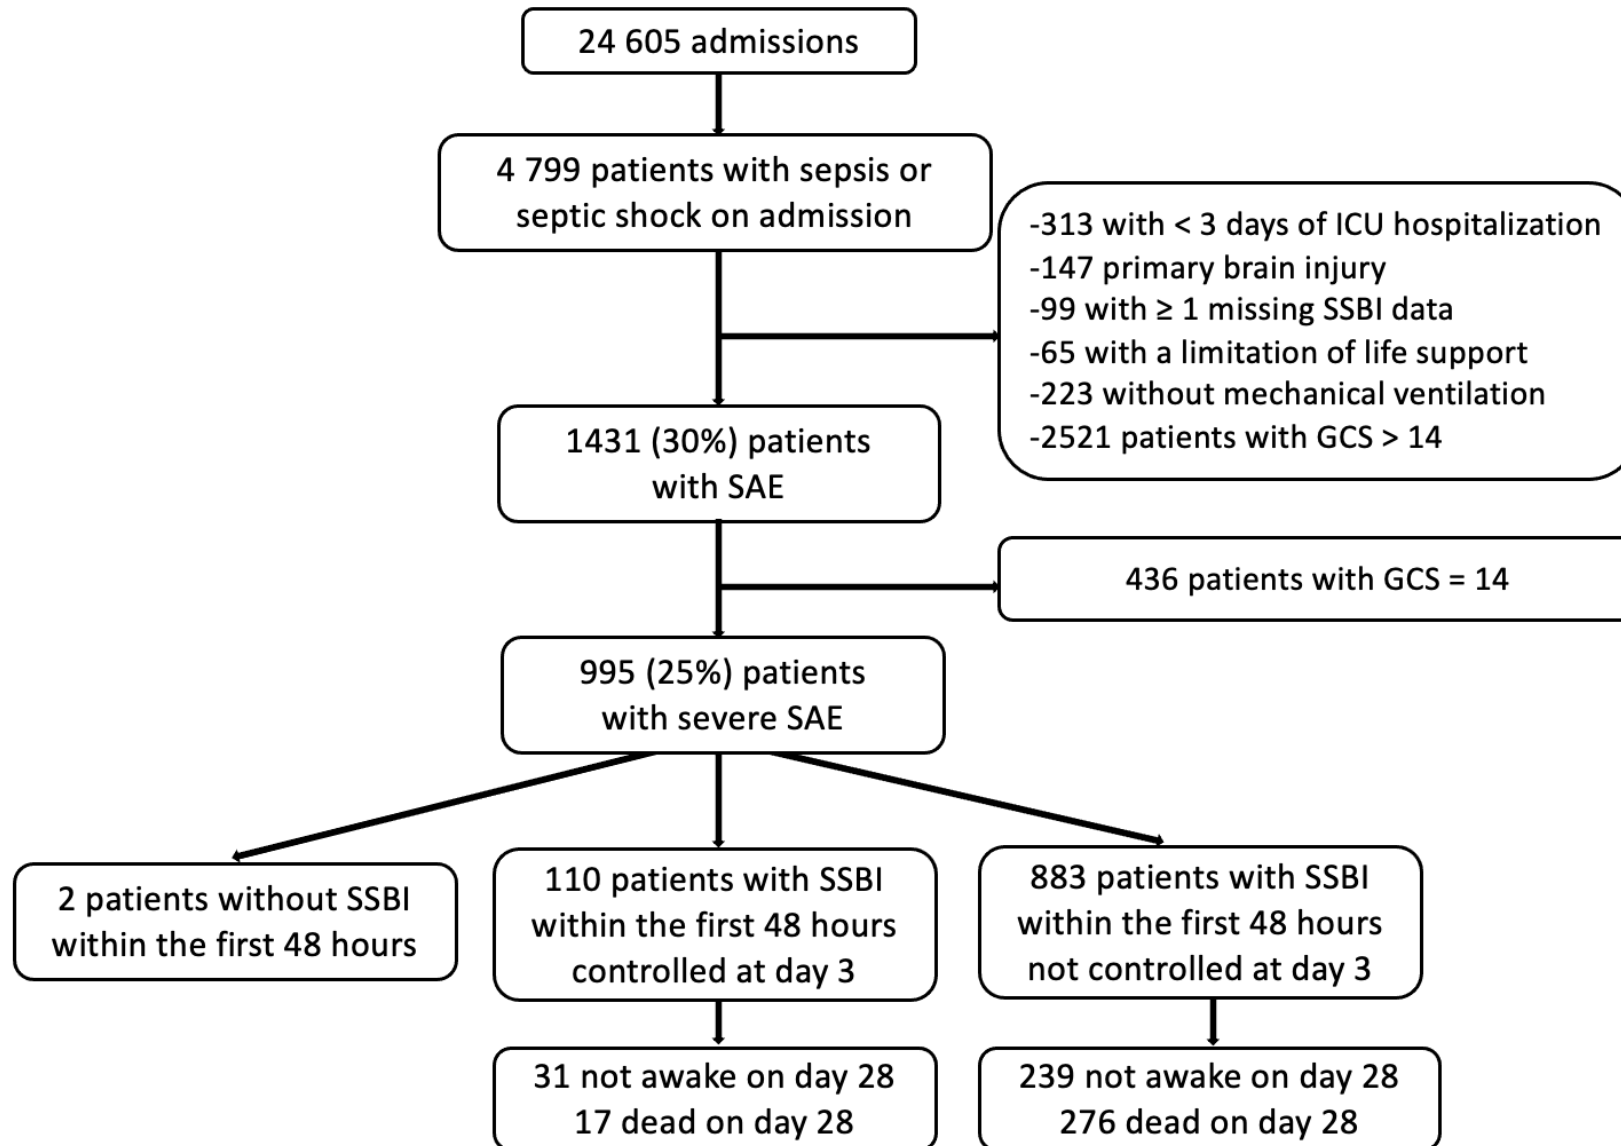 24 605 admissions
4 799 patients with sepsis or
septic shock on admission
-313 with < 3 days of ICU hospitalization
-147 primary brain injury
-99 with ≥ 1 missing SSBI data
-65 with a limitation of life support
-223 without mechanical ventilation
-2521 patients with GCS > 14
1431 (30%) patients
with SAE
436 patients with GCS = 14
995 (25%) patients
with severe SAE
2 patients without SSBI
within the first 48 hours
110 patients with SSBI
within the first 48 hours
controlled at day 3
883 patients with SSBI
within the first 48 hours
not controlled at day 3
31 not awake on day 28
17 dead on day 28
239 not awake on day 28
276 dead on day 28